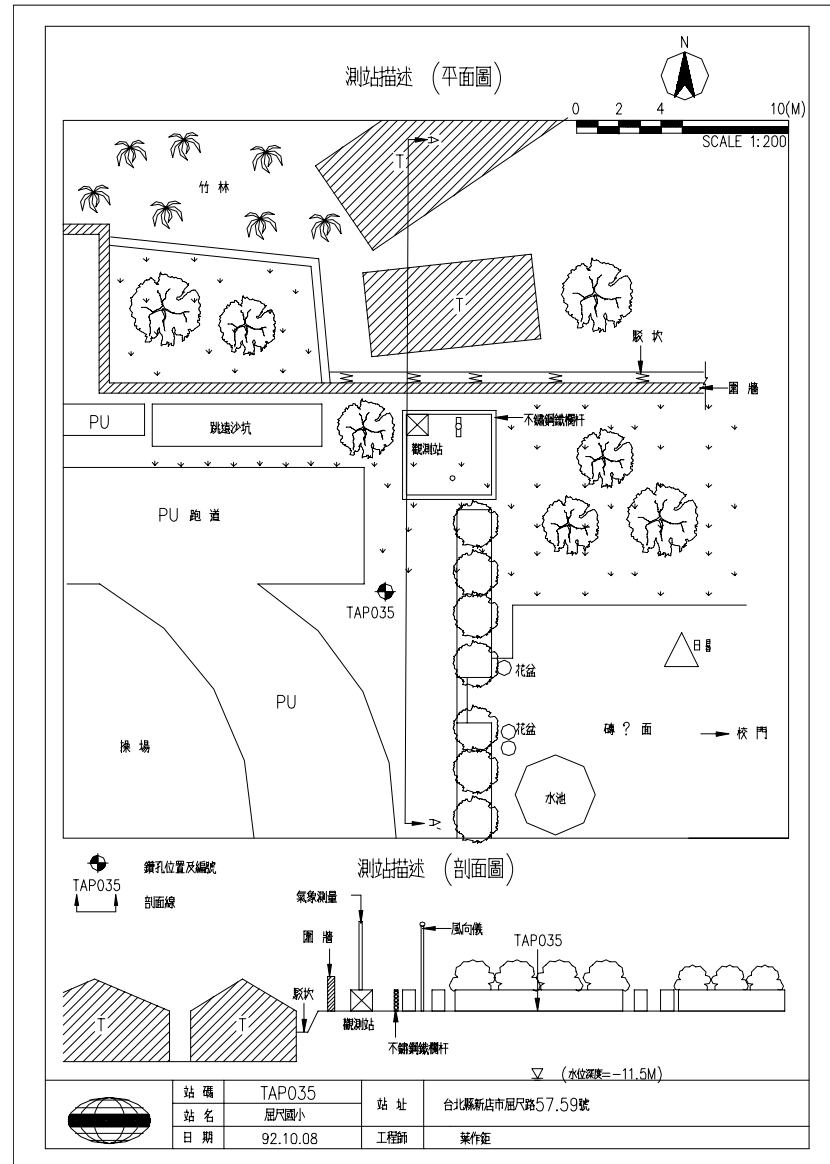 測站描述 (平面圖)
N
0 2 4 10(M)
SCALE 1:200
A
T
竹 林
T
駁 坎
圍 牆
PU
跳遠沙坑
不鏽鋼鐵欄杆
觀測站
PU 跑 道
TAP035
日晷
花盆
PU
花盆
磚 ? 面
校 門
操 場
水池
A'
測站描述 (剖面圖)
鑽孔位置及編號
TAP035
剖面線
氣象測量
圍 牆
風向儀
TAP035
駁坎
T
T
觀測站
不鏽鋼鐵欄杆
(水位深度=-11.5M)
站 碼 TAP035
站 名 屈尺國小
站 址 台北縣新店市屈尺路57.59號
日 期 92.10.08
工程師 葉作鉅